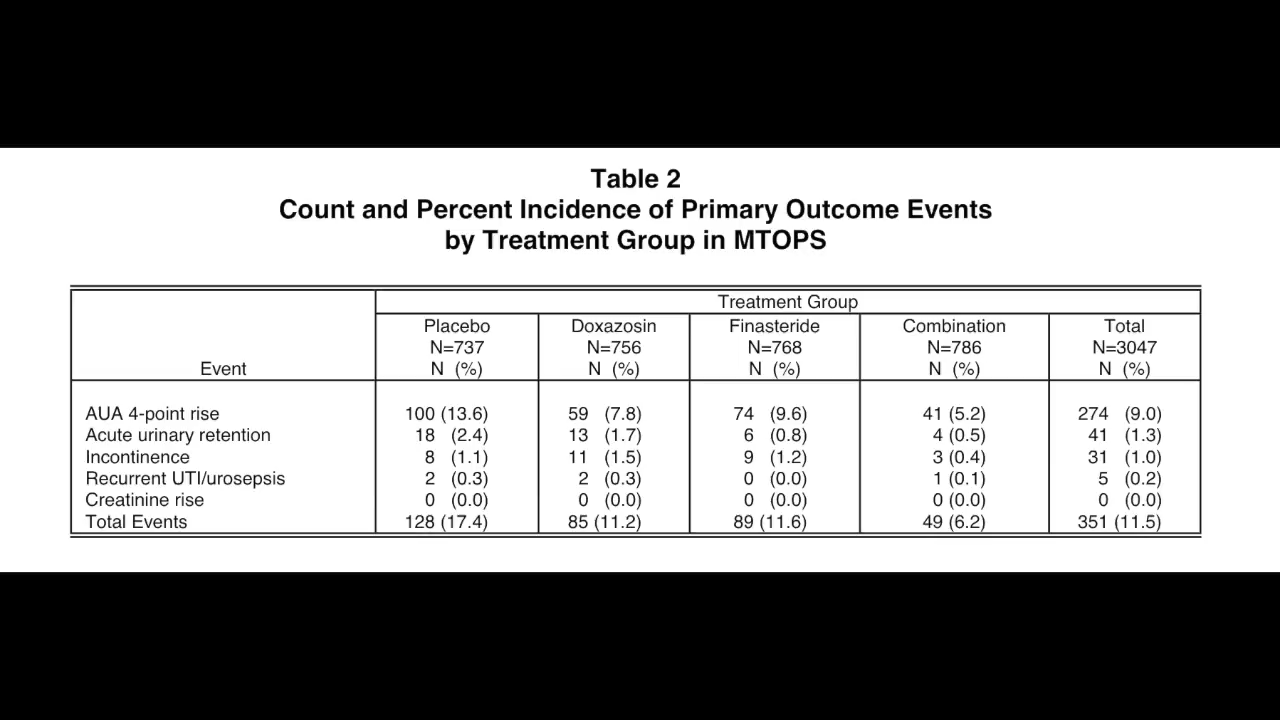 Table 2
Count and Percent Incidence of Primary Outcome Events
by Treatment Group in MTOPS
Treatment Group
Placebo Doxazosin Finasteride Combination Total
N=737 N=756 N=768 N=786 N=3047
Event N (%) N (%) N (%) N (%) N (%)
AUA 4-point rise 100 (13.6) 59 (7.8) 74 (9.6) 41 (5.2) 274 (9.0)
Acute urinary retention 18 (2.4) 13 (1.7) 6 (0.8) 4 (0.5) 41 (1.3)
Incontinence 8 (1.1) 11 (1.5) 9 (1.2) 3 (0.4) 31 (1.0)
Recurrent UTI/urosepsis 2 (0.3) 2 (0.3) 0 (0.0) 1 (0.1) 5 (0.2)
Creatinine rise 0 (0.0) 0 (0.0) 0 (0.0) 0 (0.0) 0 (0.0)
Total Events 128 (17.4) 85 (11.2) 89 (11.6) 49 (6.2) 351 (11.5)